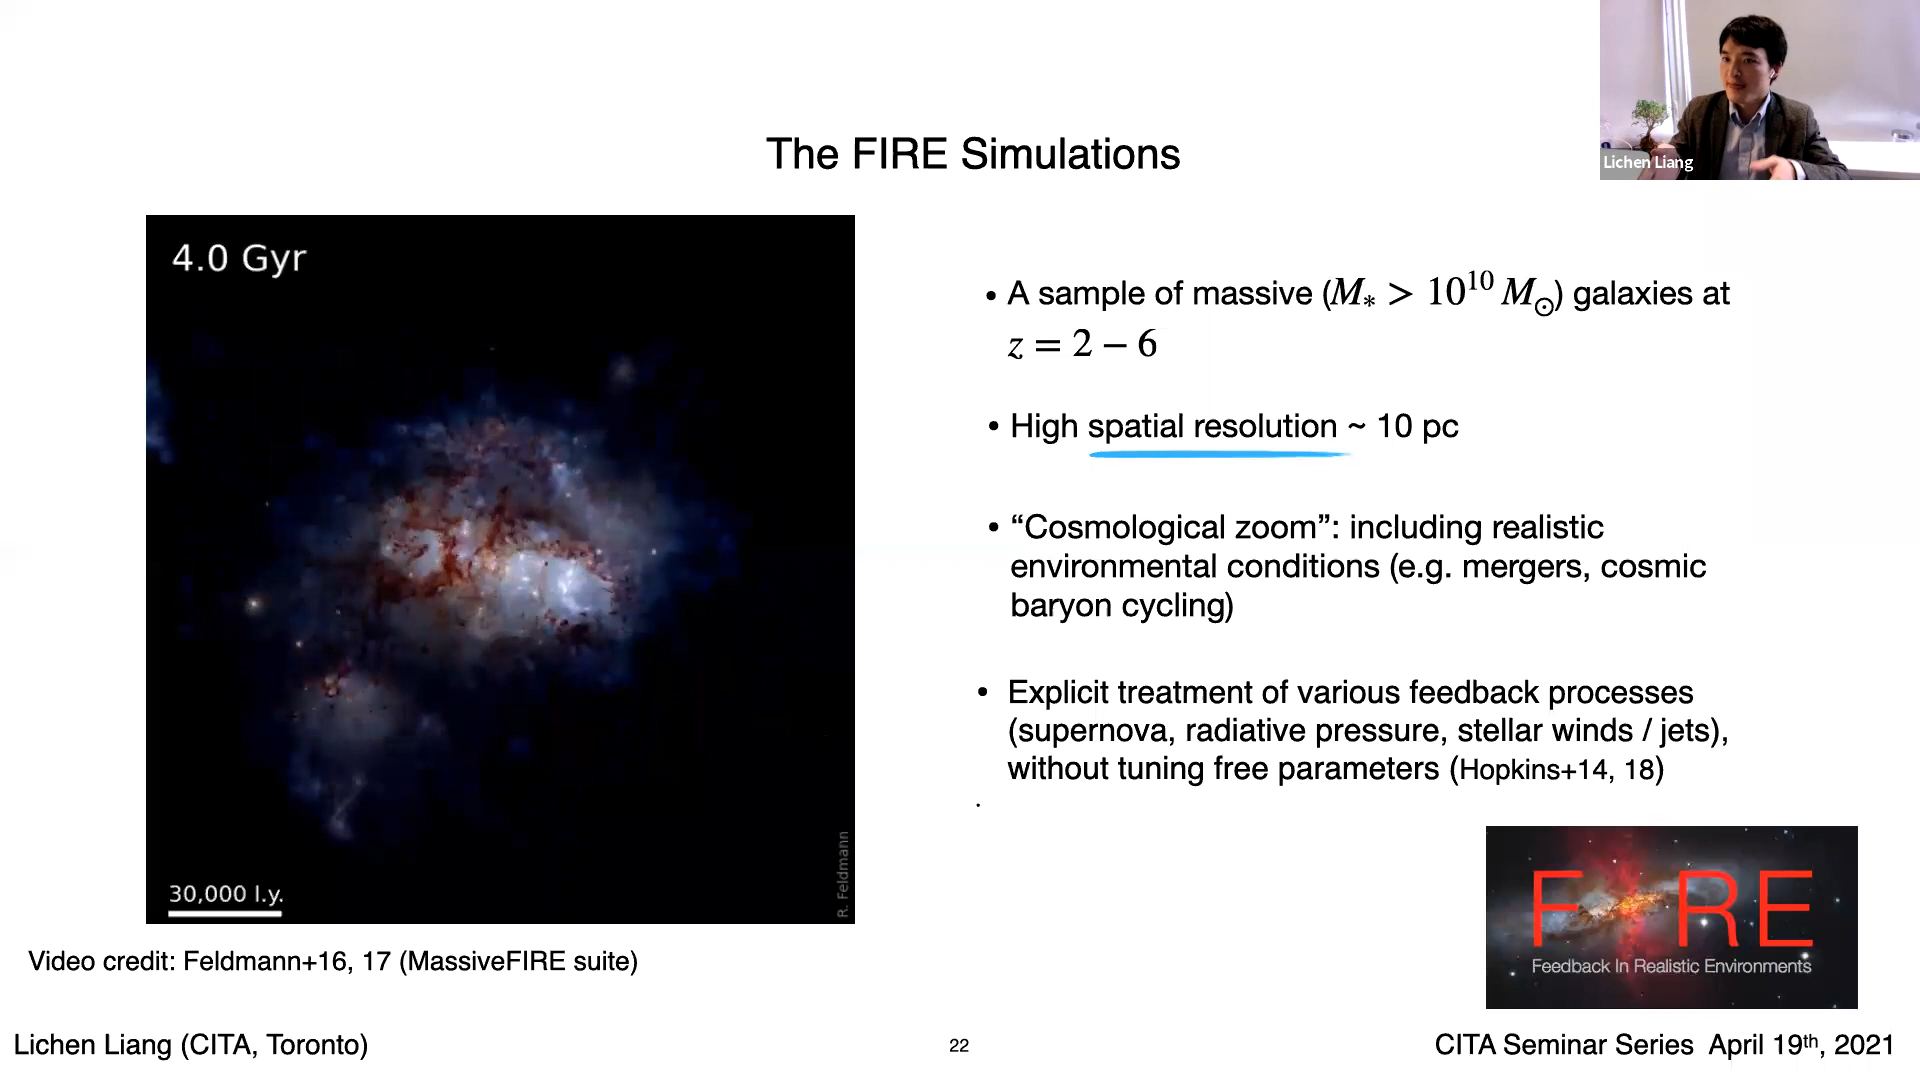 Lichen Liang
The FIRE Simulations
4.0 Gyr
30,000 l.y.
R. Feldmann
Video credit: Feldmann+16, 17 (MassiveFIRE suite)
• A sample of massive (M* > 10¹⁰ M⊙) galaxies at
z = 2 − 6
• High spatial resolution ~ 10 pc
• “Cosmological zoom”: including realistic
environmental conditions (e.g. mergers, cosmic
baryon cycling)
• Explicit treatment of various feedback processes
(supernova, radiative pressure, stellar winds / jets),
without tuning free parameters (Hopkins+14, 18)
FIRE
Feedback In Realistic Environments
Lichen Liang (CITA, Toronto)
22
CITA Seminar Series April 19th, 2021